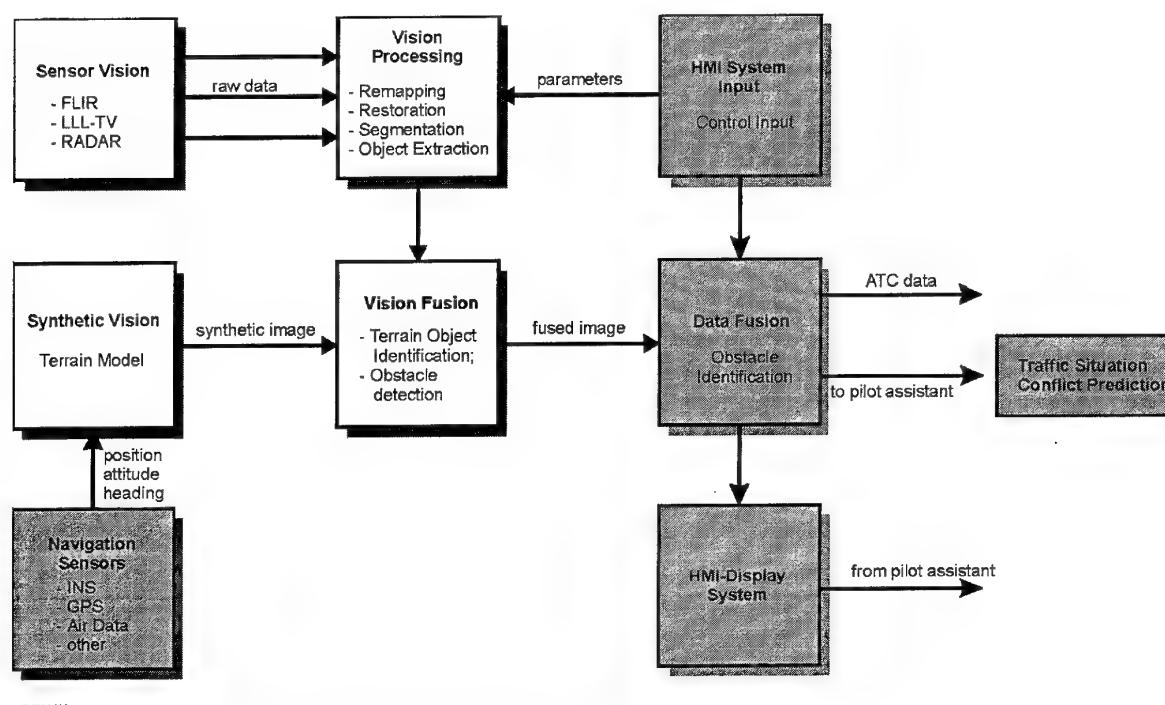 Sensor Vision
- FLIR
- LLL-TV
- RADAR
raw data
Vision
Processing
- Remapping
- Restoration
- Segmentation
- Object Extraction
parameters
HMI System
Input
Control Input
Synthetic Vision
Terrain Model
synthetic image
Vision Fusion
- Terrain Object
Identification;
- Obstacle
detection
fused image
Data Fusion
Obstacle
Identification
ATC data
to pilot assistant
Traffic Situation
Conflict Prediction
position
attitude
heading
Navigation
Sensors
- INS
- GPS
- Air Data
- other
HMI-Display
System
from pilot assistant